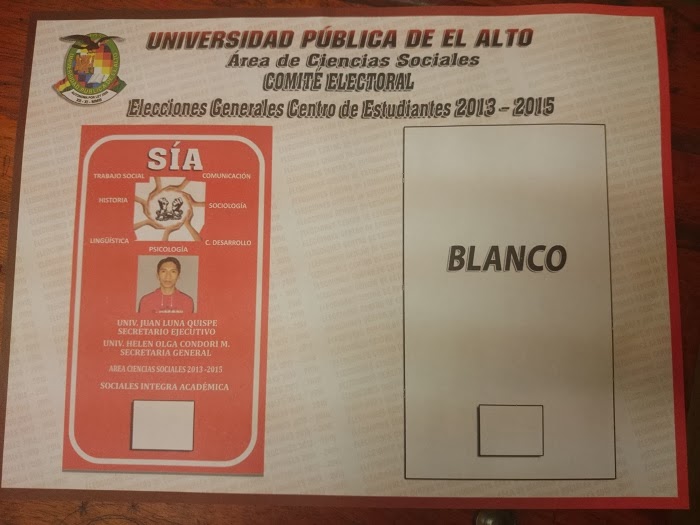 UNIVERSIDAD PÚBLICA DE EL ALTO
Área de Ciencias Sociales
COMITÉ ELECTORAL
Elecciones Generales Centro de Estudiantes 2013 - 2015
SÍA
TRABAJO SOCIAL
COMUNICACIÓN
HISTORIA
SOCIOLOGÍA
LINGÜÍSTICA
C. DESARROLLO
PSICOLOGÍA
UNIV. JUAN LUNA QUISPE
SECRETARIO EJECUTIVO
UNIV. HELEN OLGA CONDORI M.
SECRETARIA GENERAL
AREA CIENCIAS SOCIALES 2013 -2015
SOCIALES INTEGRA ACADÉMICA
BLANCO